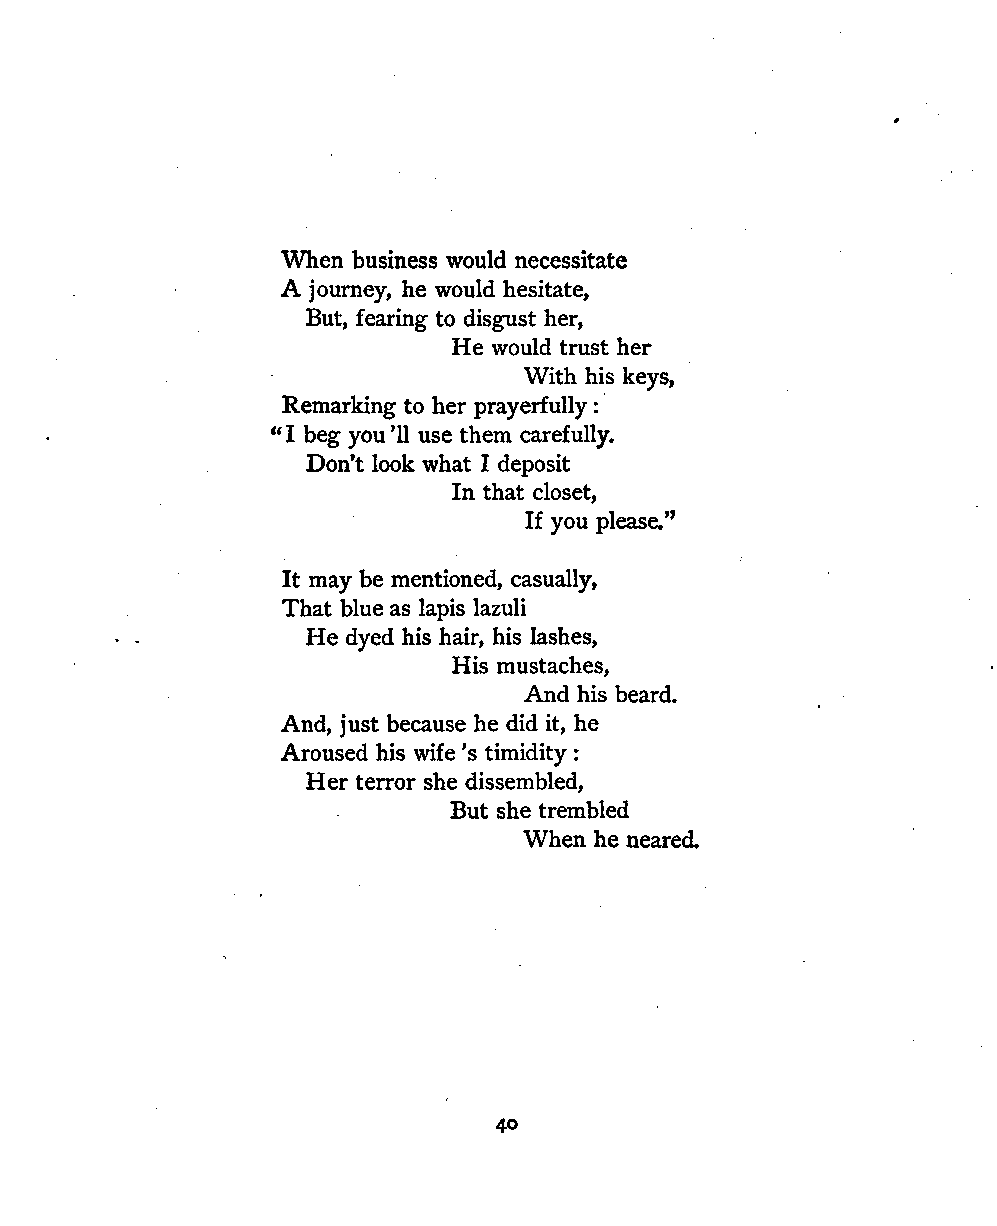 When business would necessitate
A journey, he would hesitate,
But, fearing to disgust her,
He would trust her
With his keys,
Remarking to her prayerfully :
"I beg you 'll use them carefully.
Don't look what I deposit
In that closet,
If you please."
It may be mentioned, casually,
That blue as lapis lazuli
He dyed his hair, his lashes,
His mustaches,
And his beard.
And, just because he did it, he
Aroused his wife 's timidity :
Her terror she dissembled,
But she trembled
When he neared.
40